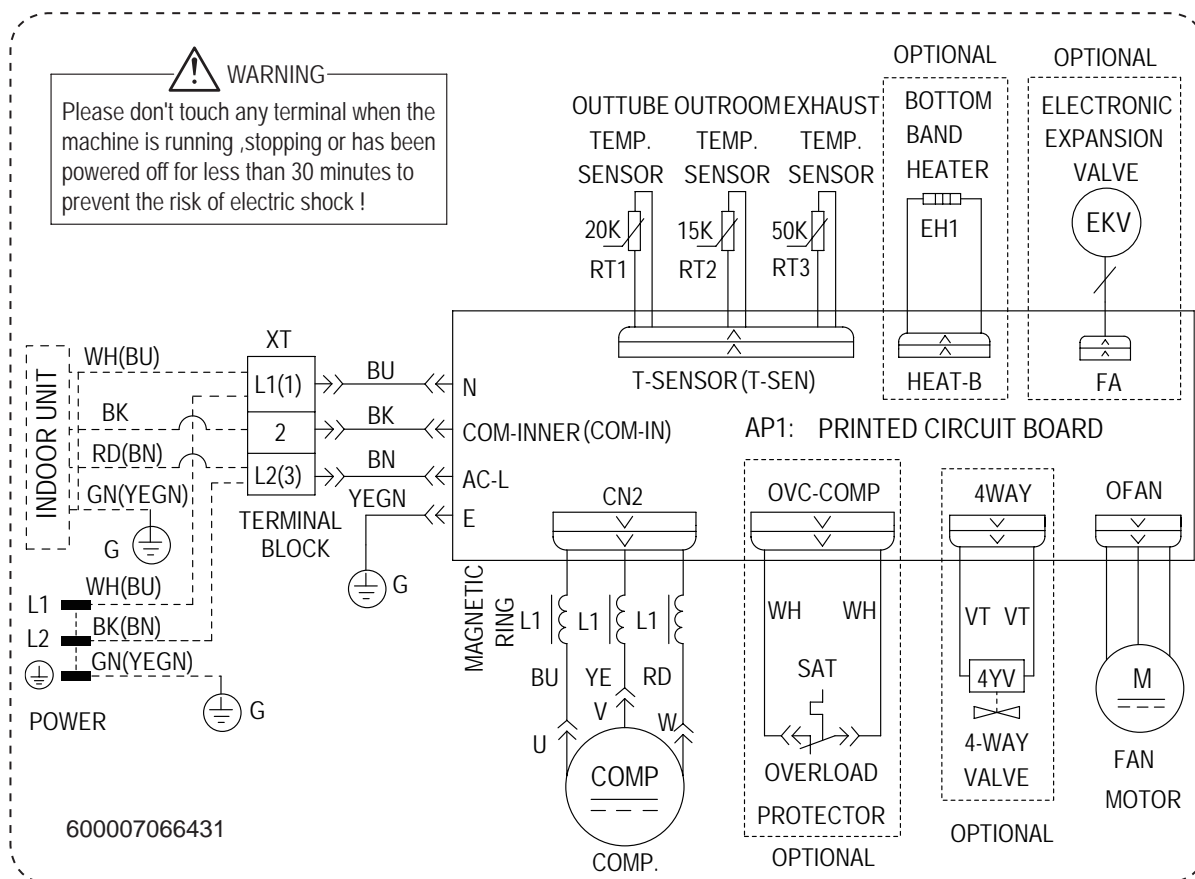 WARNING
Please don't touch any terminal when the
machine is running ,stopping or has been
powered off for less than 30 minutes to
prevent the risk of electric shock !
OUTTUBE
TEMP.
SENSOR
20K
RT1
OUTROOM
TEMP.
SENSOR
15K
RT2
EXHAUST
TEMP.
SENSOR
50K
RT3
OPTIONAL
BOTTOM
BAND
HEATER
EH1
OPTIONAL
ELECTRONIC
EXPANSION
VALVE
EKV
T-SENSOR (T-SEN)
HEAT-B
FA
INDOOR UNIT
WH(BU)
BK
RD(BN)
GN(YEGN)
G
XT
L1(1)
2
L2(3)
TERMINAL
BLOCK
BU
BK
BN
YEGN
G
N
COM-INNER (COM-IN)
AC-L
E
AP1: PRINTED CIRCUIT BOARD
L1
L2
WH(BU)
BK(BN)
GN(YEGN)
G
POWER
CN2
MAGNETIC
RING
L1
L1
L1
BU
YE
RD
U
V
W
COMP
COMP.
OVC-COMP
WH
WH
SAT
OVERLOAD
PROTECTOR
OPTIONAL
4WAY
VT
VT
4YV
4-WAY
VALVE
OPTIONAL
OFAN
M
FAN
MOTOR
600007066431